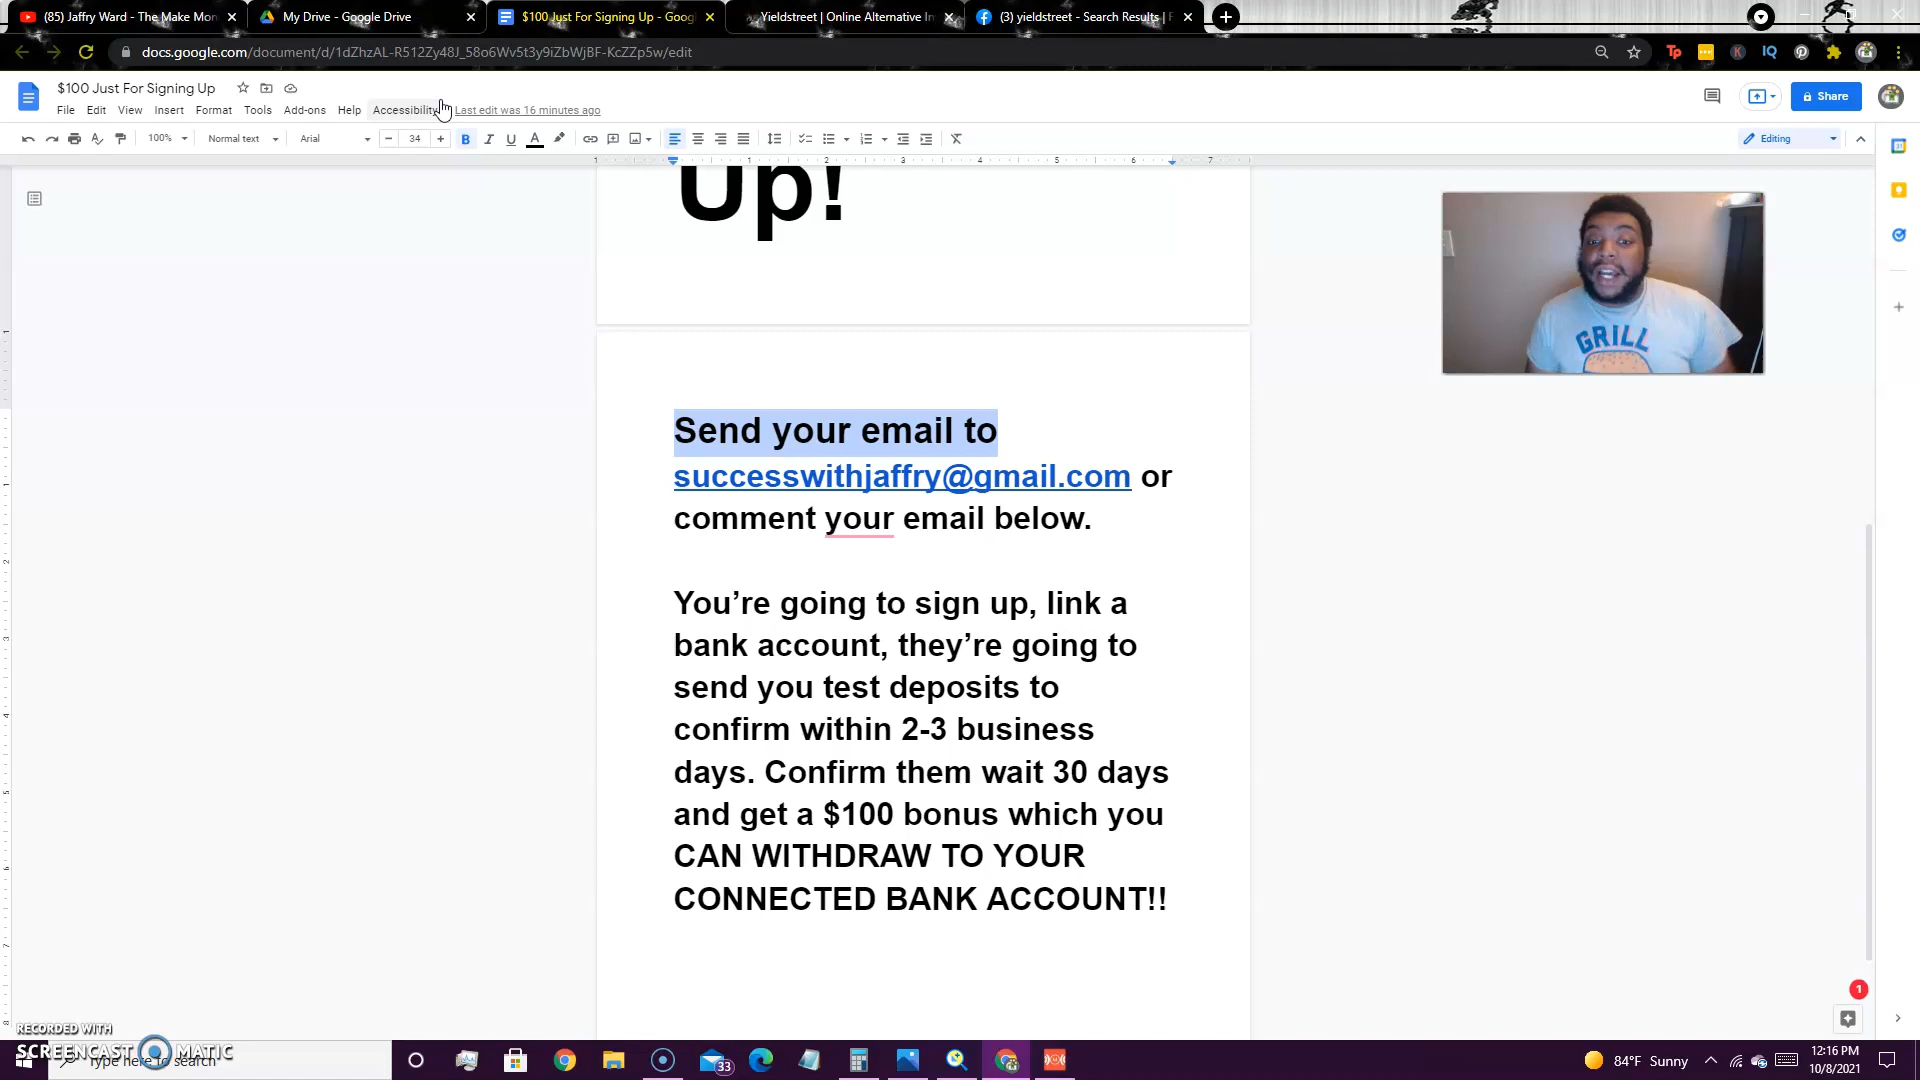 (85) Jaffry Ward - The Make Mon
My Drive - Google Drive
$100 Just For Signing Up - Goog
Yieldstreet | Online Alternative In
(3) yieldstreet - Search Results | F
docs.google.com/document/d/1dZhzAL-R512Zy48J_58o6Wv5t3y9iZbWjBF-KcZZp5w/edit
$100 Just For Signing Up
File Edit View Insert Format Tools Add-ons Help Accessibility Last edit was 16 minutes ago
Share
100% Normal text Arial 34 B I U A Editing
Up!
GRILL
Send your email to
successwithjaffry@gmail.com or
comment your email below.
You’re going to sign up, link a
bank account, they’re going to
send you test deposits to
confirm within 2-3 business
days. Confirm them wait 30 days
and get a $100 bonus which you
CAN WITHDRAW TO YOUR
CONNECTED BANK ACCOUNT!!
1
RECORDED WITH
SCREENCAST MATIC
Type here to search
33
84°F Sunny
12:16 PM
10/8/2021